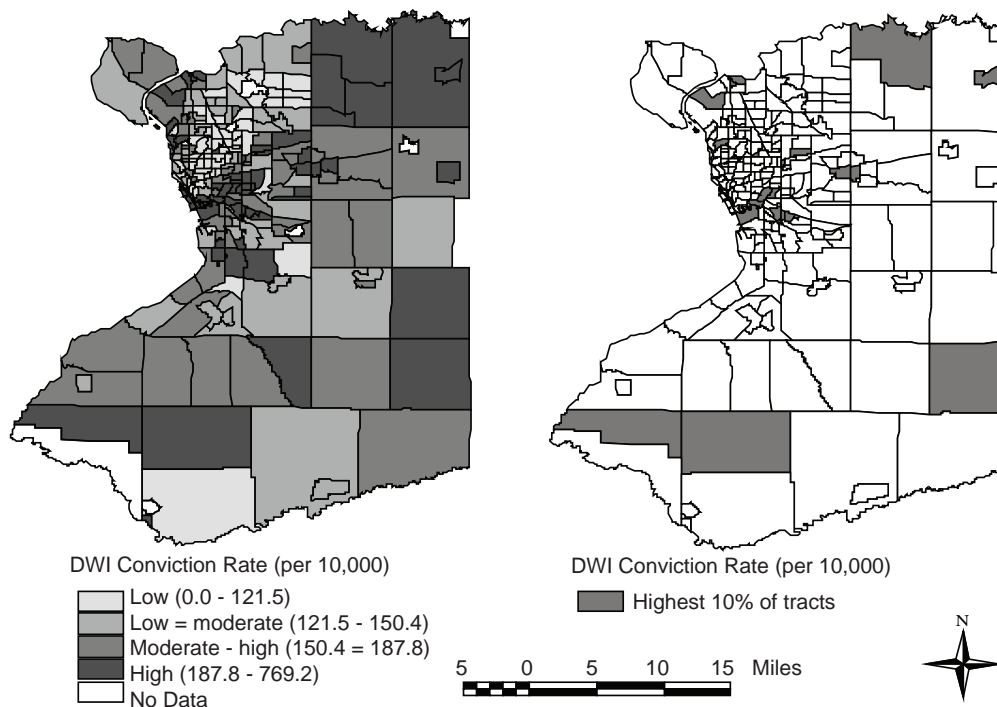 DWI Conviction Rate (per 10,000)
Low (0.0 - 121.5)
Low = moderate (121.5 - 150.4)
Moderate - high (150.4 = 187.8)
High (187.8 - 769.2)
No Data
DWI Conviction Rate (per 10,000)
Highest 10% of tracts
5 0 5 10 15 Miles
N